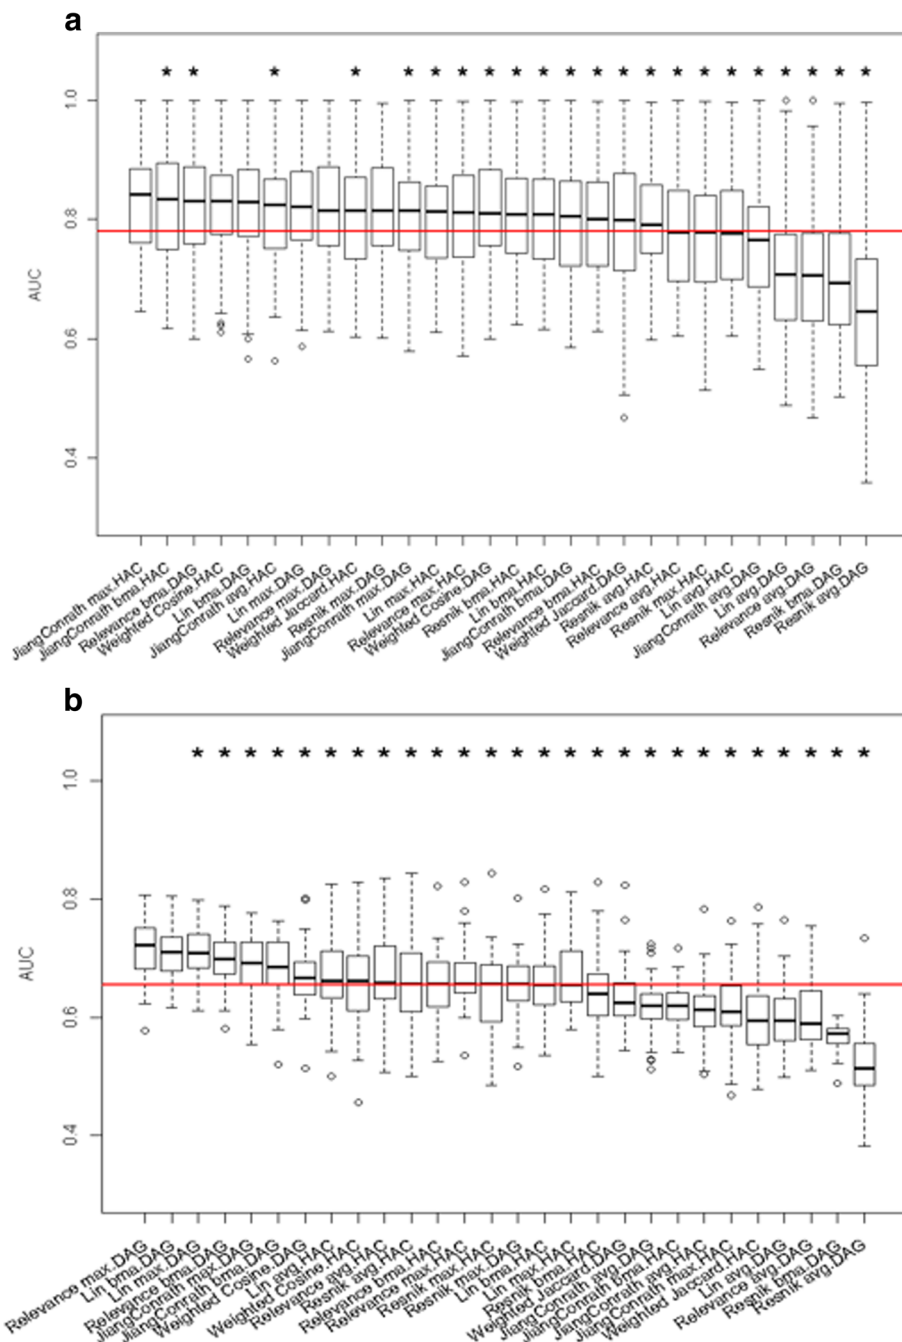 a
1.0
0.8
0.6
0.4
AUC
JiangConrath max.HAC
JiangConrath bma.HAC
Relevance bma.DAG
Weighted Cosine.HAC
Lin bma.DAG
JiangConrath avg.HAC
Lin max.DAG
Relevance max.DAG
Weighted Jaccard.HAC
Resnik max.DAG
JiangConrath max.DAG
Lin max.HAC
Relevance max.HAC
Weighted Cosine.DAG
Resnik bma.HAC
Lin bma.HAC
JiangConrath bma.DAG
Relevance bma.HAC
Weighted Jaccard.DAG
Resnik avg.HAC
Relevance avg.HAC
Resnik max.HAC
Lin avg.HAC
JiangConrath avg.DAG
Lin avg.DAG
Relevance avg.DAG
Resnik bma.DAG
Resnik avg.DAG
b
1.0
0.8
0.6
0.4
AUC
Relevance max.DAG
Lin bma.DAG
Lin max.DAG
Relevance bma.DAG
JiangConrath max.DAG
JiangConrath bma.DAG
Weighted Cosine.DAG
Lin avg.HAC
Weighted Cosine.HAC
Relevance avg.HAC
Resnik avg.HAC
Relevance bma.HAC
Relevance max.HAC
Resnik max.HAC
Resnik max.DAG
Lin bma.HAC
Lin max.HAC
Resnik bma.HAC
Weighted Jaccard.DAG
JiangConrath avg.DAG
JiangConrath bma.HAC
JiangConrath avg.HAC
JiangConrath max.HAC
Weighted Jaccard.HAC
Lin avg.DAG
Relevance avg.DAG
Resnik bma.DAG
Resnik avg.DAG